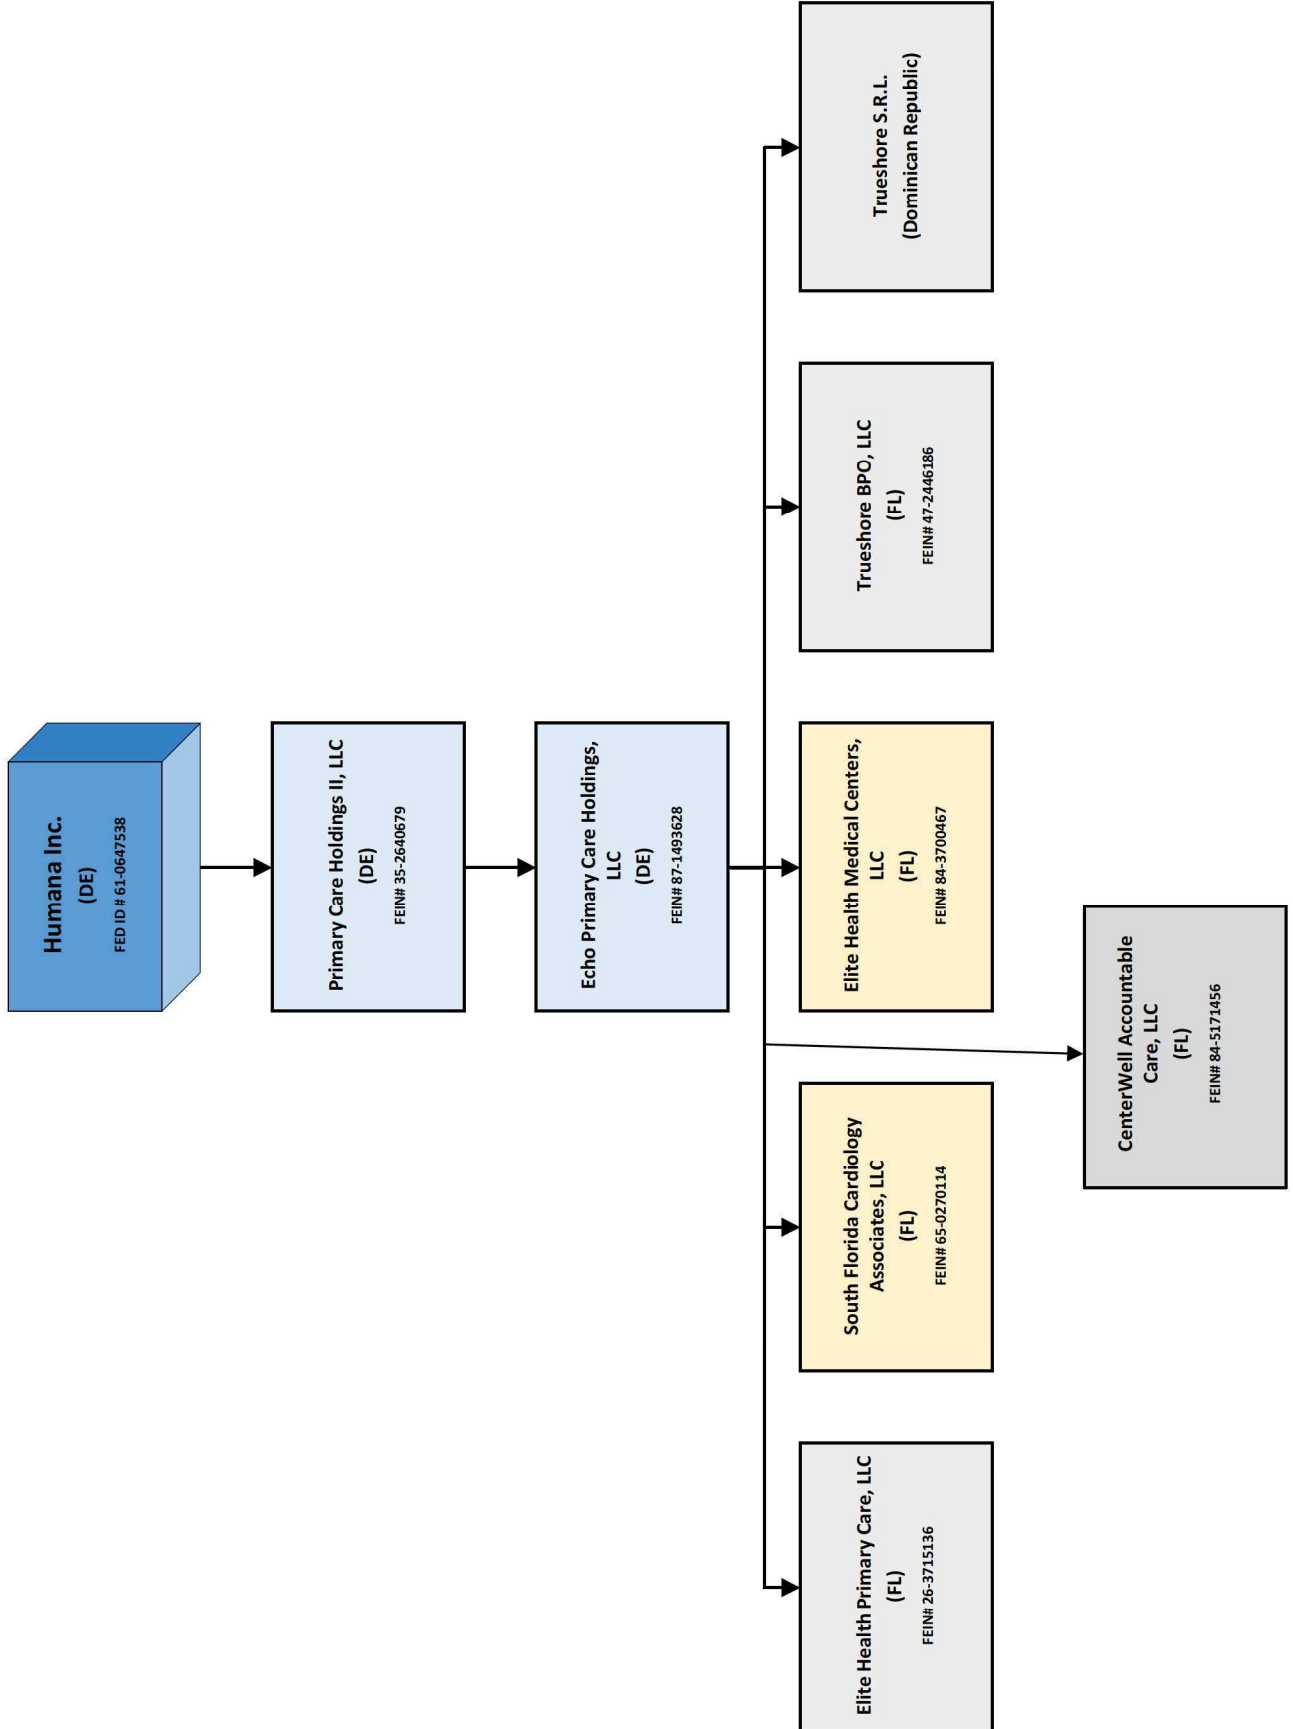 Humana Inc.
(DE)
FED ID # 61-0647538
Primary Care Holdings II, LLC
(DE)
FEIN# 35-2640679
Echo Primary Care Holdings,
LLC
(DE)
FEIN# 87-1493628
Elite Health Primary Care, LLC
(FL)
FEIN# 26-3715136
South Florida Cardiology
Associates, LLC
(FL)
FEIN# 65-0270114
Elite Health Medical Centers,
LLC
(FL)
FEIN# 84-3700467
Trueshore BPO, LLC
(FL)
FEIN# 47-2446186
Trueshore S.R.L.
(Dominican Republic)
CenterWell Accountable
Care, LLC
(FL)
FEIN# 84-5171456